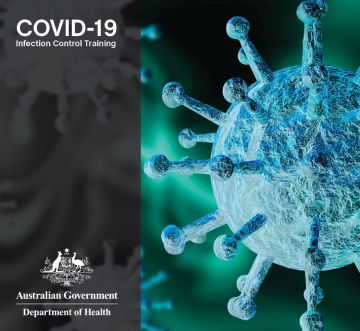 COVID-19
Infection Control Training
Australian Government
Department of Health